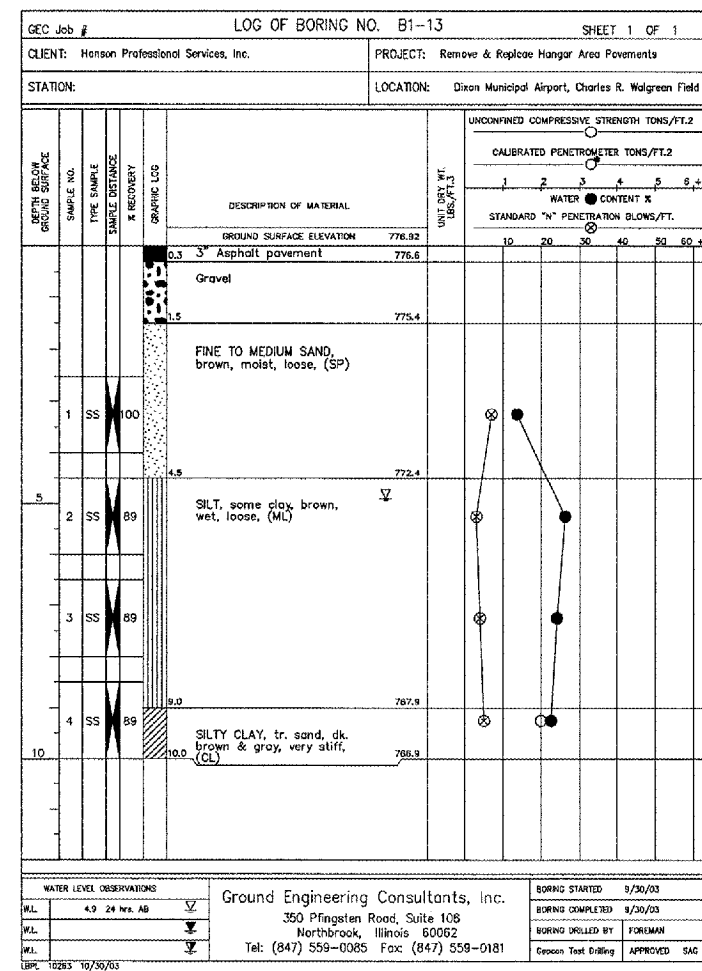 GEC Job #
LOG OF BORING NO. B1-13
SHEET 1 OF 1
CLIENT: Hanson Professional Services, Inc.
PROJECT: Remove & Replcae Hangar Area Pavements
STATION:
LOCATION: Dixon Municipal Airport, Charles R. Walgreen Field
DEPTH BELOW
GROUND SURFACE
SAMPLE NO.
TYPE SAMPLE
SAMPLE DISTANCE
% RECOVERY
GRAPHIC LOG
DESCRIPTION OF MATERIAL
GROUND SURFACE ELEVATION 776.92
UNIT DRY WT.
LBS./FT.3
UNCONFINED COMPRESSIVE STRENGTH TONS/FT.2
CALIBRATED PENETROMETER TONS/FT.2
1 2 3 4 5 6 +
WATER CONTENT %
STANDARD "N" PENETRATION BLOWS/FT.
10 20 30 40 50 60 +
0.3 3" Asphalt pavement 776.6
Gravel
1.5 775.4
FINE TO MEDIUM SAND,
brown, moist, loose, (SP)
1 SS 100
4.5 772.4
5
SILT, some clay, brown,
wet, loose, (ML)
2 SS 89
3 SS 89
9.0 767.9
4 SS 89
SILTY CLAY, tr. sand, dk.
brown & gray, very stiff,
(CL)
10 10.0 766.9
WATER LEVEL OBSERVATIONS
W.L. 4.9 24 hrs. AB
W.L.
W.L.
Ground Engineering Consultants, Inc.
350 Pfingsten Road, Suite 106
Northbrook, Illinois 60062
Tel: (847) 559-0085 Fax: (847) 559-0181
BORING STARTED 9/30/03
BORING COMPLETED 9/30/03
BORING DRILLED BY FOREMAN
Geocon Test Drilling APPROVED SAG
LBPL 10283 10/30/03